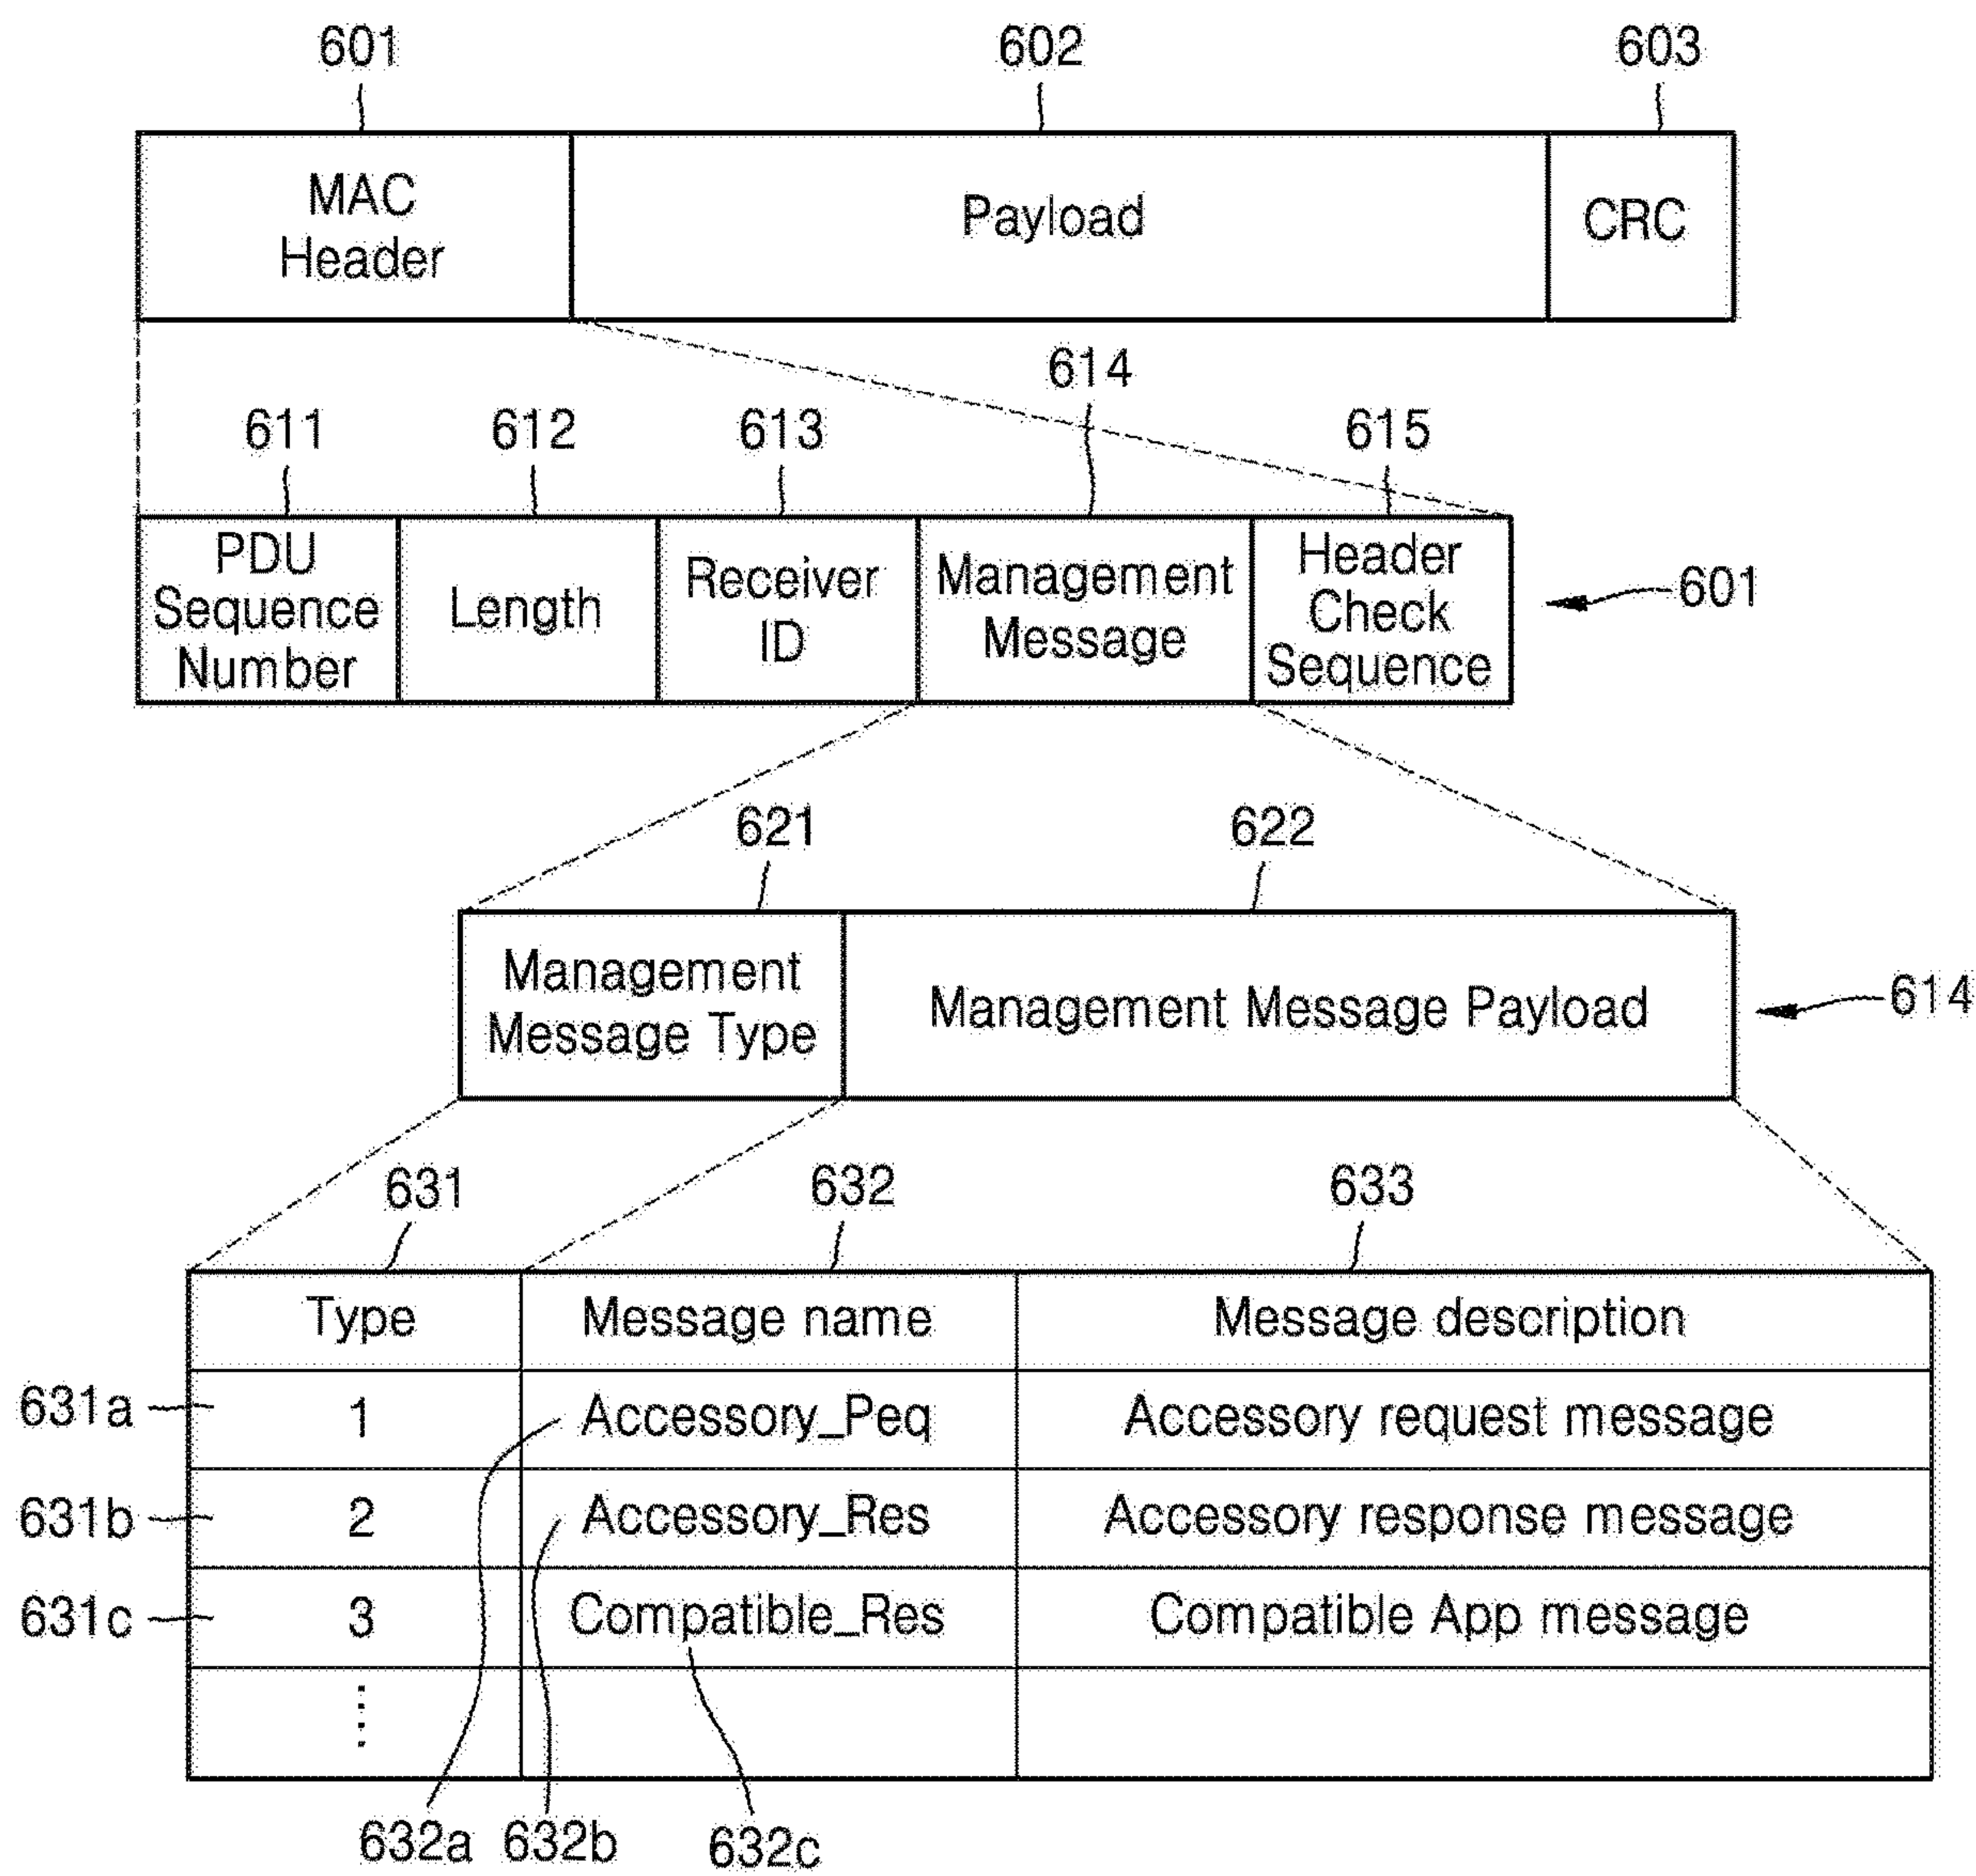 601
602
603
MAC
Header
Payload
CRC
614
611
612
613
615
PDU
Sequence
Number
Length
Receiver
ID
Management
Message
Header
Check
Sequence
601
621
622
Management
Message Type
Management Message Payload
614
631
632
633
Type
Message name
Message description
631a
1
Accessory_Peq
Accessory request message
631b
2
Accessory_Res
Accessory response message
631c
3
Compatible_Res
Compatible App message
632a
632b
632c